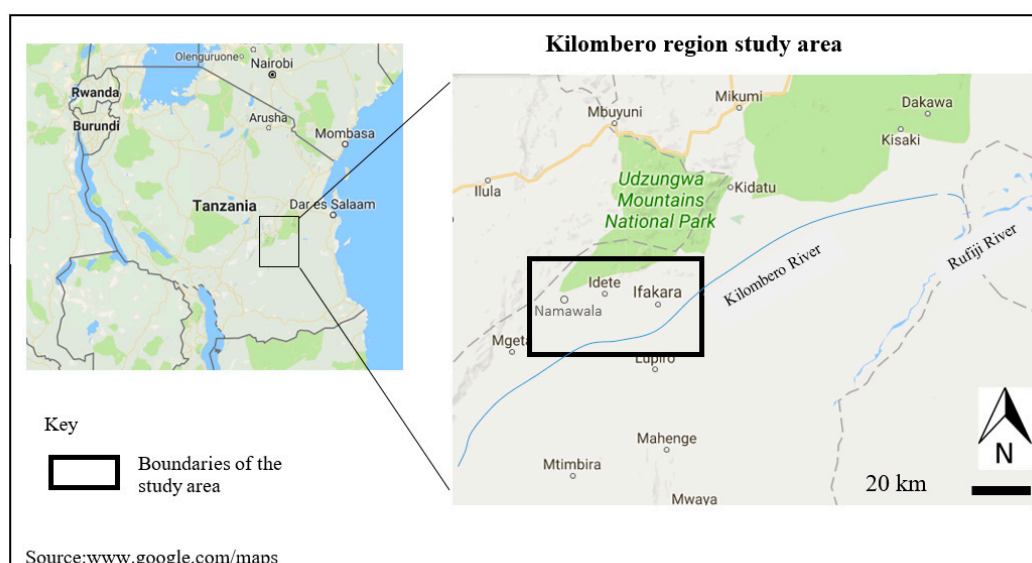 Kilombero region study area
Olenguruone
Nairobi
Rwanda
Burundi
Arusha
Mombasa
Tanzania
Dar es Salaam
Mikumi
Dakawa
Mbuyuni
Kisaki
Ilula
Udzungwa
Mountains
National Park
Kidatu
Kilombero River
Rufiji River
Idete
Ifakara
Namawala
Mgeta
Lupiro
Mahenge
Mtimbira
Mwaya
N
20 km
Key
Boundaries of the
study area
Source:www.google.com/maps